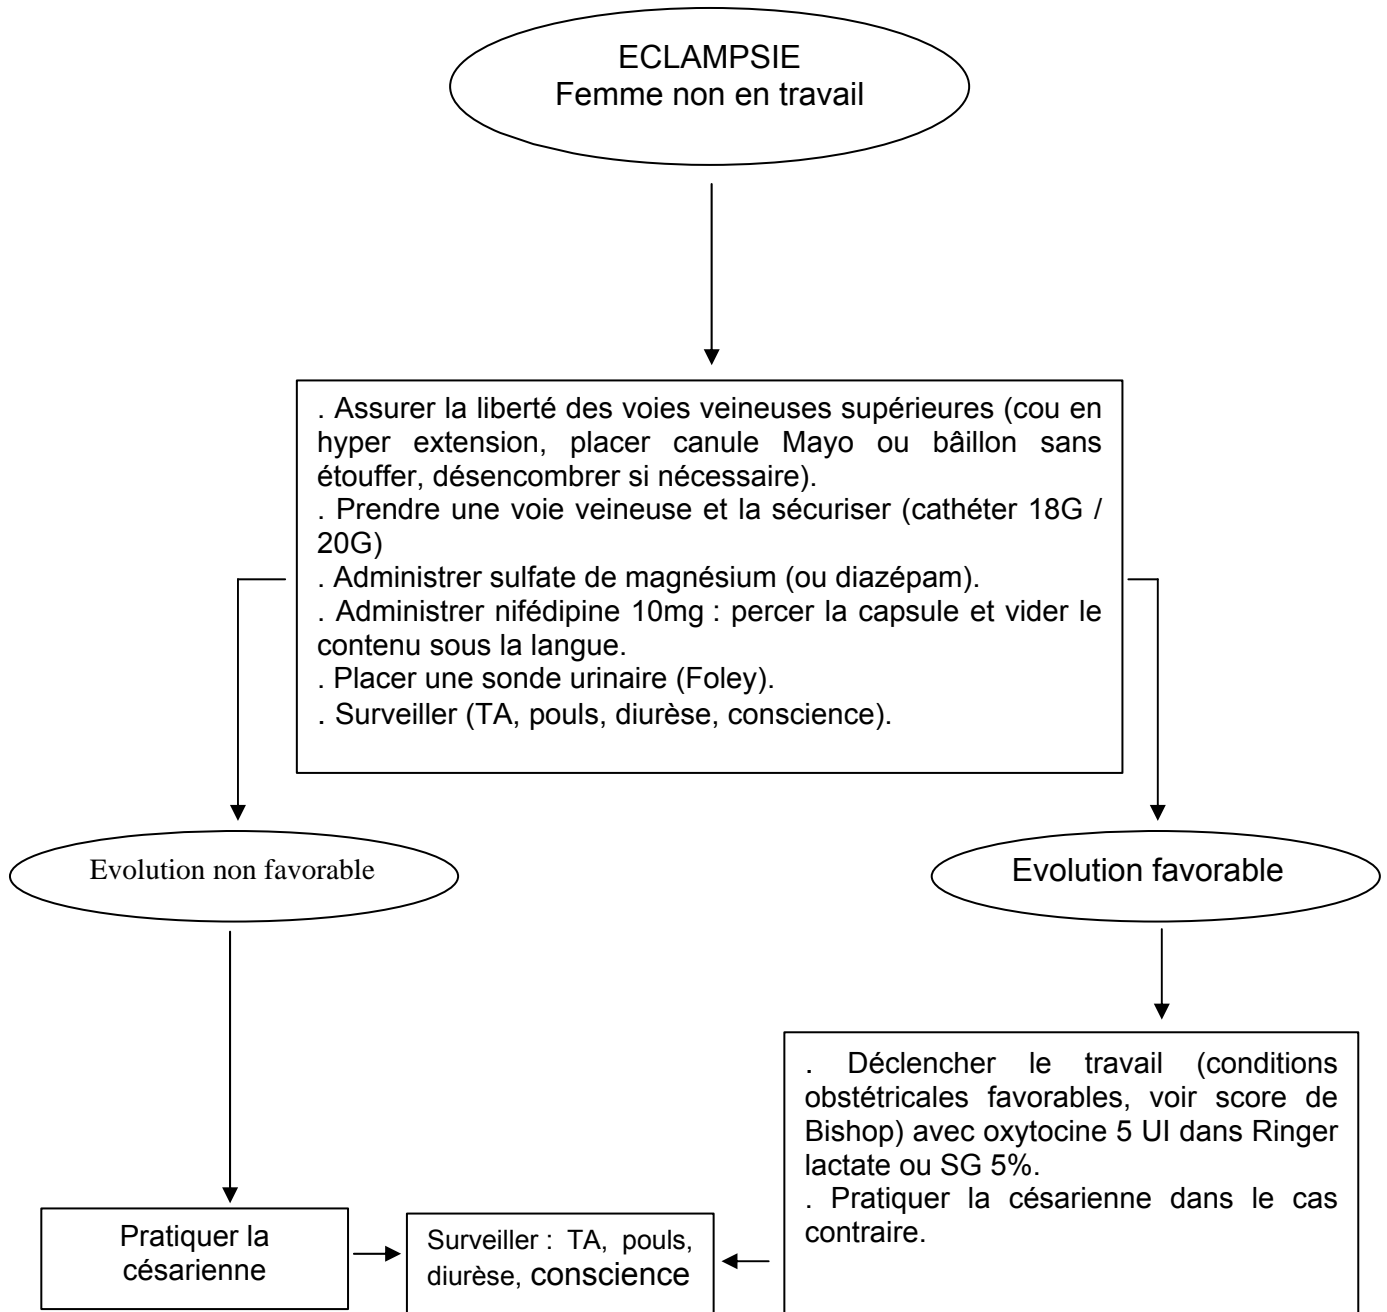 ECLAMPSIE
Femme non en travail
. Assurer la liberté des voies veineuses supérieures (cou en
hyper extension, placer canule Mayo ou bâillon sans
étouffer, désencombrer si nécessaire).
. Prendre une voie veineuse et la sécuriser (cathéter 18G /
20G)
. Administrer sulfate de magnésium (ou diazépam).
. Administrer nifédipine 10mg : percer la capsule et vider le
contenu sous la langue.
. Placer une sonde urinaire (Foley).
. Surveiller (TA, pouls, diurèse, conscience).
Evolution non favorable
Evolution favorable
. Déclencher le travail (conditions
obstétricales favorables, voir score de
Bishop) avec oxytocine 5 UI dans Ringer
lactate ou SG 5%.
. Pratiquer la césarienne dans le cas
contraire.
Pratiquer la
césarienne
Surveiller : TA, pouls,
diurèse, conscience